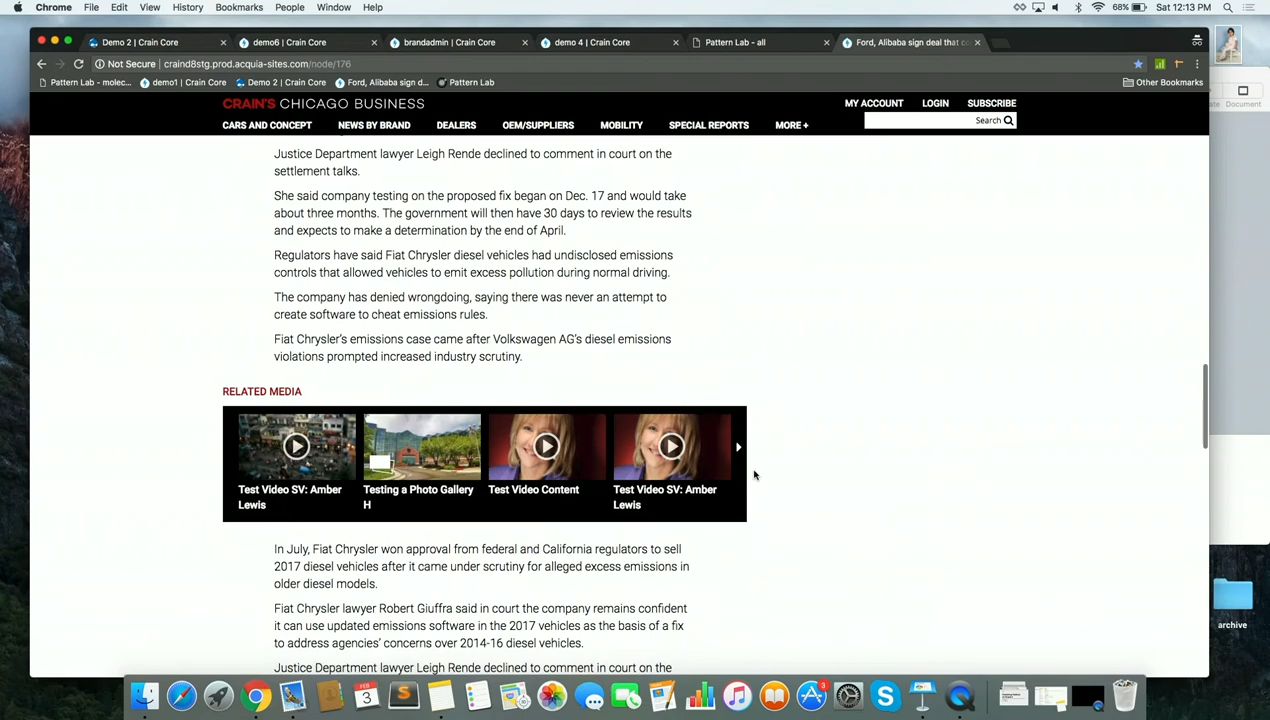 Chrome File Edit View History Bookmarks People Window Help 68% Sat 12:13 PM
Demo 2 | Crain Core demo6 | Crain Core brandadmin | Crain Core demo 4 | Crain Core Pattern Lab - all Ford, Alibaba sign deal that c
Not Secure craind8stg.prod.acquia-sites.com/node/176
Pattern Lab - molec... demo1 | Crain Core Demo 2 | Crain Core Ford, Alibaba sign d... Pattern Lab Other Bookmarks
Document
CRAIN'S CHICAGO BUSINESS MY ACCOUNT LOGIN SUBSCRIBE
Search
CARS AND CONCEPT NEWS BY BRAND DEALERS OEM/SUPPLIERS MOBILITY SPECIAL REPORTS MORE +
Justice Department lawyer Leigh Rende declined to comment in court on the
settlement talks.
She said company testing on the proposed fix began on Dec. 17 and would take
about three months. The government will then have 30 days to review the results
and expects to make a determination by the end of April.
Regulators have said Fiat Chrysler diesel vehicles had undisclosed emissions
controls that allowed vehicles to emit excess pollution during normal driving.
The company has denied wrongdoing, saying there was never an attempt to
create software to cheat emissions rules.
Fiat Chrysler's emissions case came after Volkswagen AG's diesel emissions
violations prompted increased industry scrutiny.
RELATED MEDIA
Test Video SV: Amber Lewis
Testing a Photo Gallery H
Test Video Content
Test Video SV: Amber Lewis
In July, Fiat Chrysler won approval from federal and California regulators to sell
2017 diesel vehicles after it came under scrutiny for alleged excess emissions in
older diesel models.
Fiat Chrysler lawyer Robert Giuffra said in court the company remains confident
it can use updated emissions software in the 2017 vehicles as the basis of a fix
to address agencies' concerns over 2014-16 diesel vehicles.
Justice Department lawyer Leigh Rende declined to comment in court on the
archive
FEB
3
3